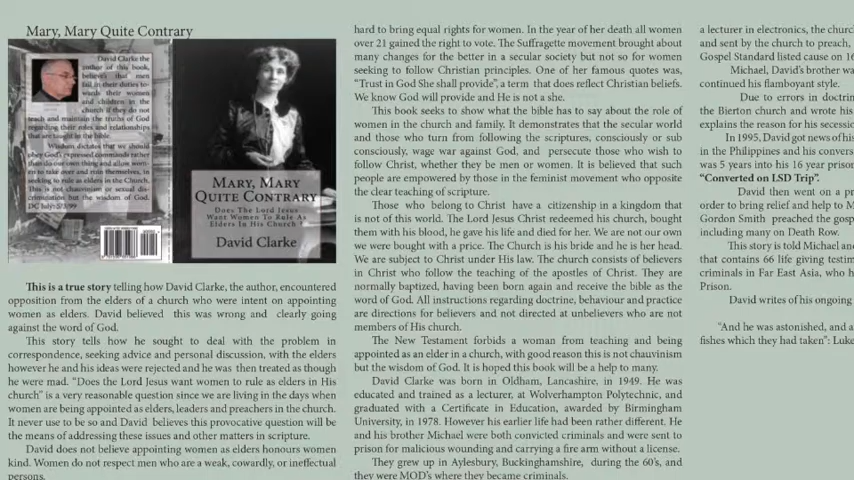 Mary, Mary Quite Contrary
David Clarke the
author of this book,
believes that men
fail in their duties to-
wards their women
and children in the
church if they do not
teach and maintain the truths of God
regarding their roles and relationships
that are taught in the bible.
Wisdom dictates that we should
obey God's expressed commands rather
than do our own thing and allow wom-
en to take over and ruin themselves, in
seeking to rule as elders in the Church.
This is not chauvinism or sexual dis-
crimination but the wisdom of God.
Mary, Mary
Quite Contrary
Does The Lord Jesus
Want Women To Rule As
Elders In His Church ?
David Clarke
This is a true story telling how David Clarke, the author, encountered
opposition from the elders of a church who were intent on appointing
women as elders. David believed this was wrong and clearly going
against the word of God.
This story tells how he sought to deal with the problem in
correspondence, seeking advice and personal discussion, with the elders
however he and his ideas were rejected and he was then treated as though
he were mad. “Does the Lord Jesus want women to rule as elders in His
church” is a very reasonable question since we are living in the days when
women are being appointed as elders, leaders and preachers in the church.
It never use to be so and David believes this provocative question will be
the means of addressing these issues and other matters in scripture.
David does not believe appointing women as elders honours women
kind. Women do not respect men who are a weak, cowardly, or ineffectual
persons.
hard to bring equal rights for women. In the year of her death all women
over 21 gained the right to vote. The Suffragette movement brought about
many changes for the better in a secular society but not so for women
seeking to follow Christian principles. One of her famous quotes was,
“Trust in God She shall provide”, a term that does reflect Christian beliefs.
We know God will provide and He is not a she.
This book seeks to show what the bible has to say about the role of
women in the church and family. It demonstrates that the secular world
and those who turn from following the scriptures, consciously or sub
consciously, wage war against God, and persecute those who wish to
follow Christ, whether they be men or women. It is believed that such
people are empowered by those in the feminist movement who opposite
the clear teaching of scripture.
Those who belong to Christ have a citizenship in a kingdom that
is not of this world. The Lord Jesus Christ redeemed his church, bought
them with his blood, he gave his life and died for her. We are not our own
we were bought with a price. The Church is his bride and he is her head.
We are subject to Christ under His law. The church consists of believers
in Christ who follow the teaching of the apostles of Christ. They are
normally baptized, having been born again and receive the bible as the
word of God. All instructions regarding doctrine, behaviour and practice
are directions for believers and not directed at unbelievers who are not
members of His church.
The New Testament forbids a woman from teaching and being
appointed as an elder in a church, with good reason this is not chauvinism
but the wisdom of God. It is hoped this book will be a help to many.
David Clarke was born in Oldham, Lancashire, in 1949. He was
educated and trained as a lecturer, at Wolverhampton Polytechnic, and
graduated with a Certificate in Education, awarded by Birmingham
University, in 1978. However his earlier life had been rather different. He
and his brother Michael were both convicted criminals and were sent to
prison for malicious wounding and carrying a fire arm without a license.
They grew up in Aylesbury, Buckinghamshire, during the 60's, and
they were MOD's where they became criminals.
a lecturer in electronics, the church
and sent by the church to preach,
Gospel Standard listed cause on 16
Michael, David's brother wa
continued his flamboyant style.
Due to errors in doctrin
the Bierton church and wrote his
explains the reason for his secession
In 1995, David got news of his
in the Philippines and his convers
was 5 years into his 16 year prison
“Converted on LSD Trip”.
David then went on a pr
order to bring relief and help to M
Gordon Smith preached the gosp
including many on Death Row.
This story is told Michael and
that contains 66 life giving testim
criminals in Far East Asia, who h
Prison.
David writes of his ongoing
“And he was astonished, and a
fishes which they had taken”: Luke